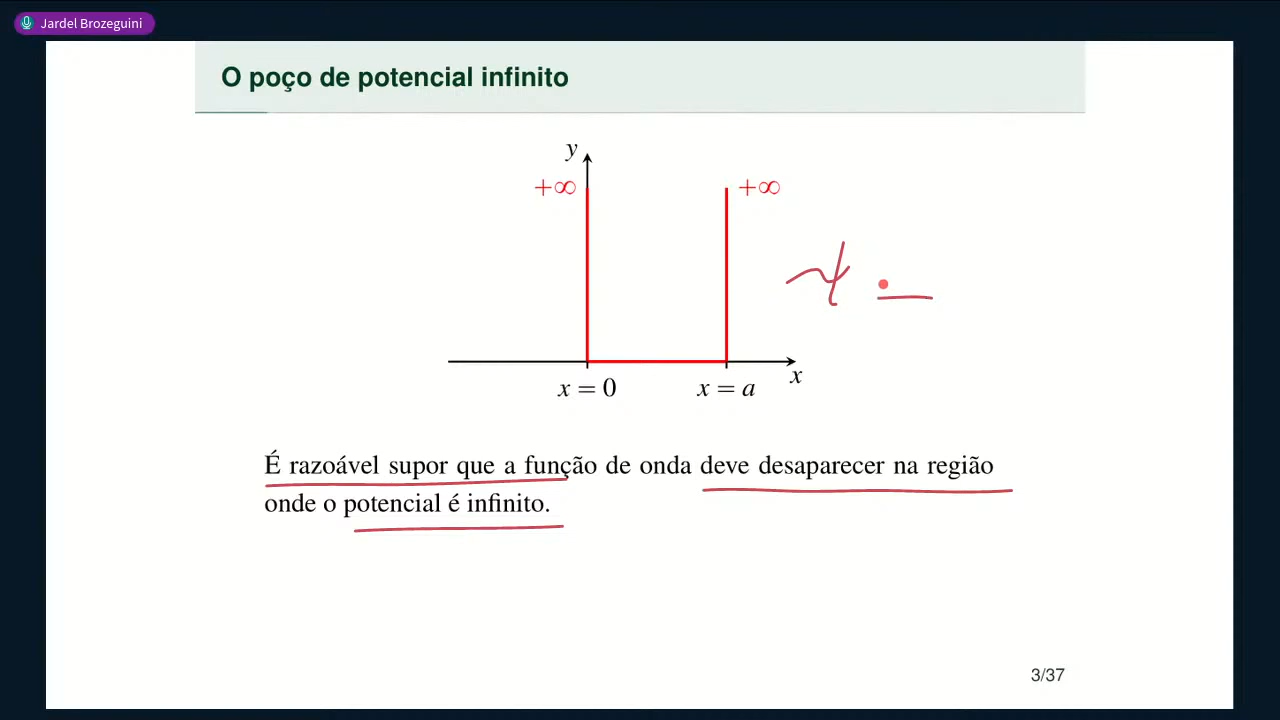 Jardel Brozeguini
O poço de potencial infinito
y
+∞
+∞
x
x = 0
x = a
É razoável supor que a função de onda deve desaparecer na região
onde o potencial é infinito.
3/37